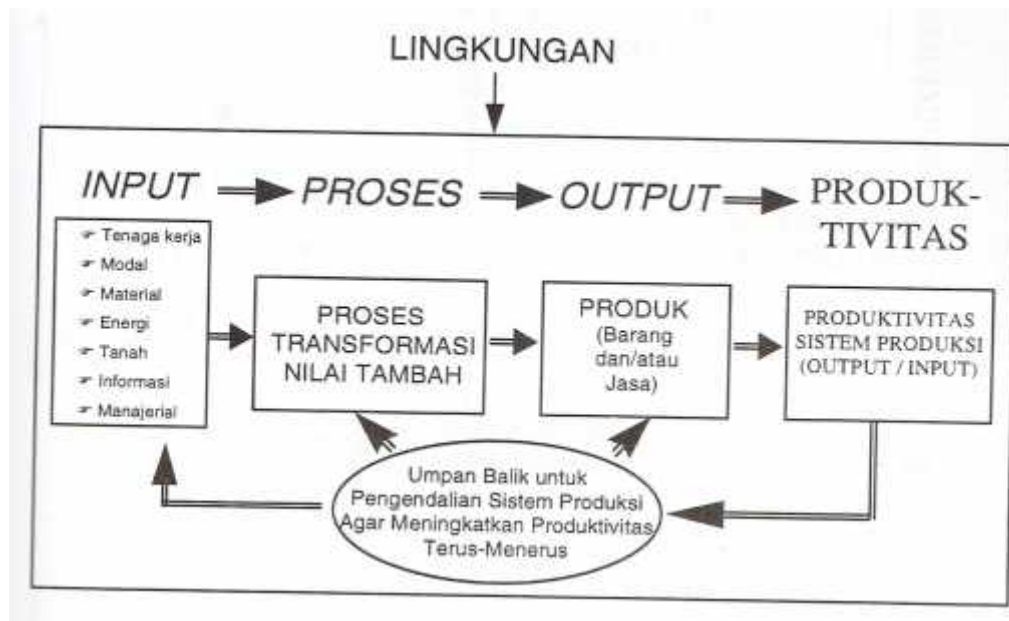 LINGKUNGAN
INPUT
PROSES
OUTPUT
PRODUK-
TIVITAS
Tenaga kerja
Modal
Material
Energi
Tanah
Informasi
Manajerial
PROSES
TRANSFORMASI
NILAI TAMBAH
PRODUK
(Barang
dan/atau
Jasa)
PRODUKTIVITAS
SISTEM PRODUKSI
(OUTPUT / INPUT)
Umpan Balik untuk
Pengendalian Sistem Produksi
Agar Meningkatkan Produktivitas
Terus-Menerus